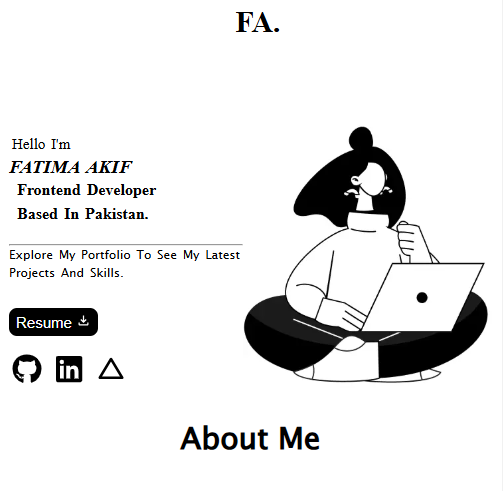 FA.
Hello I'm
FATIMA AKIF
Frontend Developer
Based In Pakistan.
Explore My Portfolio To See My Latest
Projects And Skills.
Resume
in
About Me